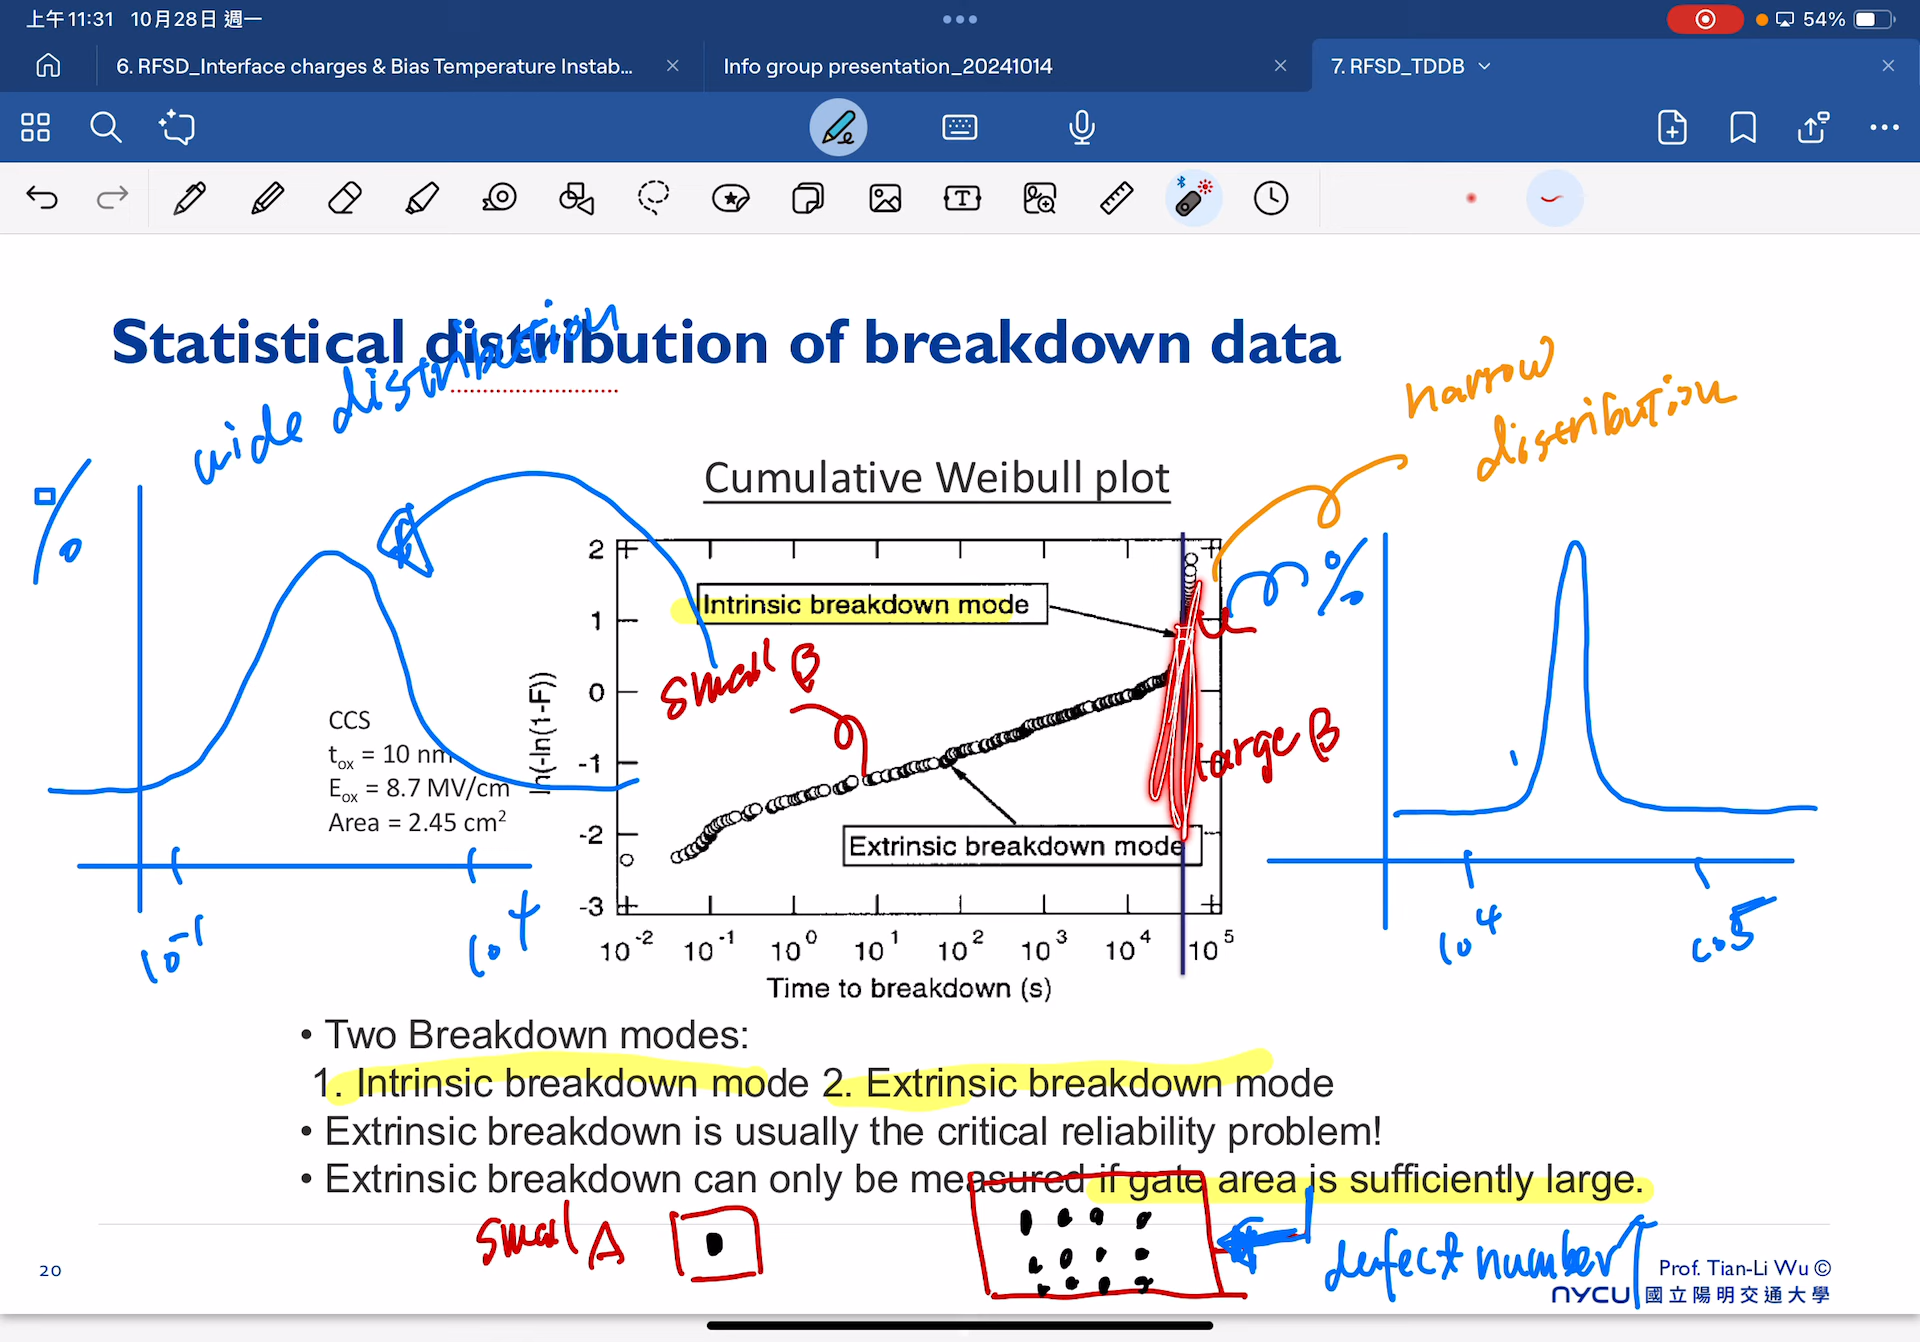 上午11:31 10月28日 週一
54%
6. RFSD_Interface charges & Bias Temperature Instab...
Info group presentation_20241014
7. RFSD_TDDB
Statistical distribution of breakdown data
wide distribution
narrow
distribution
Cumulative Weibull plot
%
%
2
1
0
-1
-2
-3
ln(-ln(1-F))
Intrinsic breakdown mode
small β
large β
Extrinsic breakdown mode
CCS
tox = 10 nm
Eox = 8.7 MV/cm
Area = 2.45 cm²
10⁻¹
10⁴
10⁻² 10⁻¹ 10⁰ 10¹ 10² 10³ 10⁴ 10⁵
Time to breakdown (s)
10⁴
10⁵
• Two Breakdown modes:
1. Intrinsic breakdown mode 2. Extrinsic breakdown mode
• Extrinsic breakdown is usually the critical reliability problem!
• Extrinsic breakdown can only be measured if gate area is sufficiently large.
small A
defect number ↑
20
Prof. Tian-Li Wu ©
NYCU 國立陽明交通大學